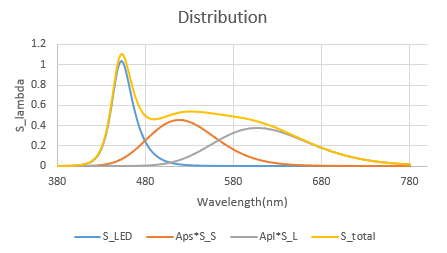 Distribution
S_lambda
1.2
1
0.8
0.6
0.4
0.2
0
380 480 580 680 780
Wavelength(nm)
S_LED Aps*S_S Apl*S_L S_total